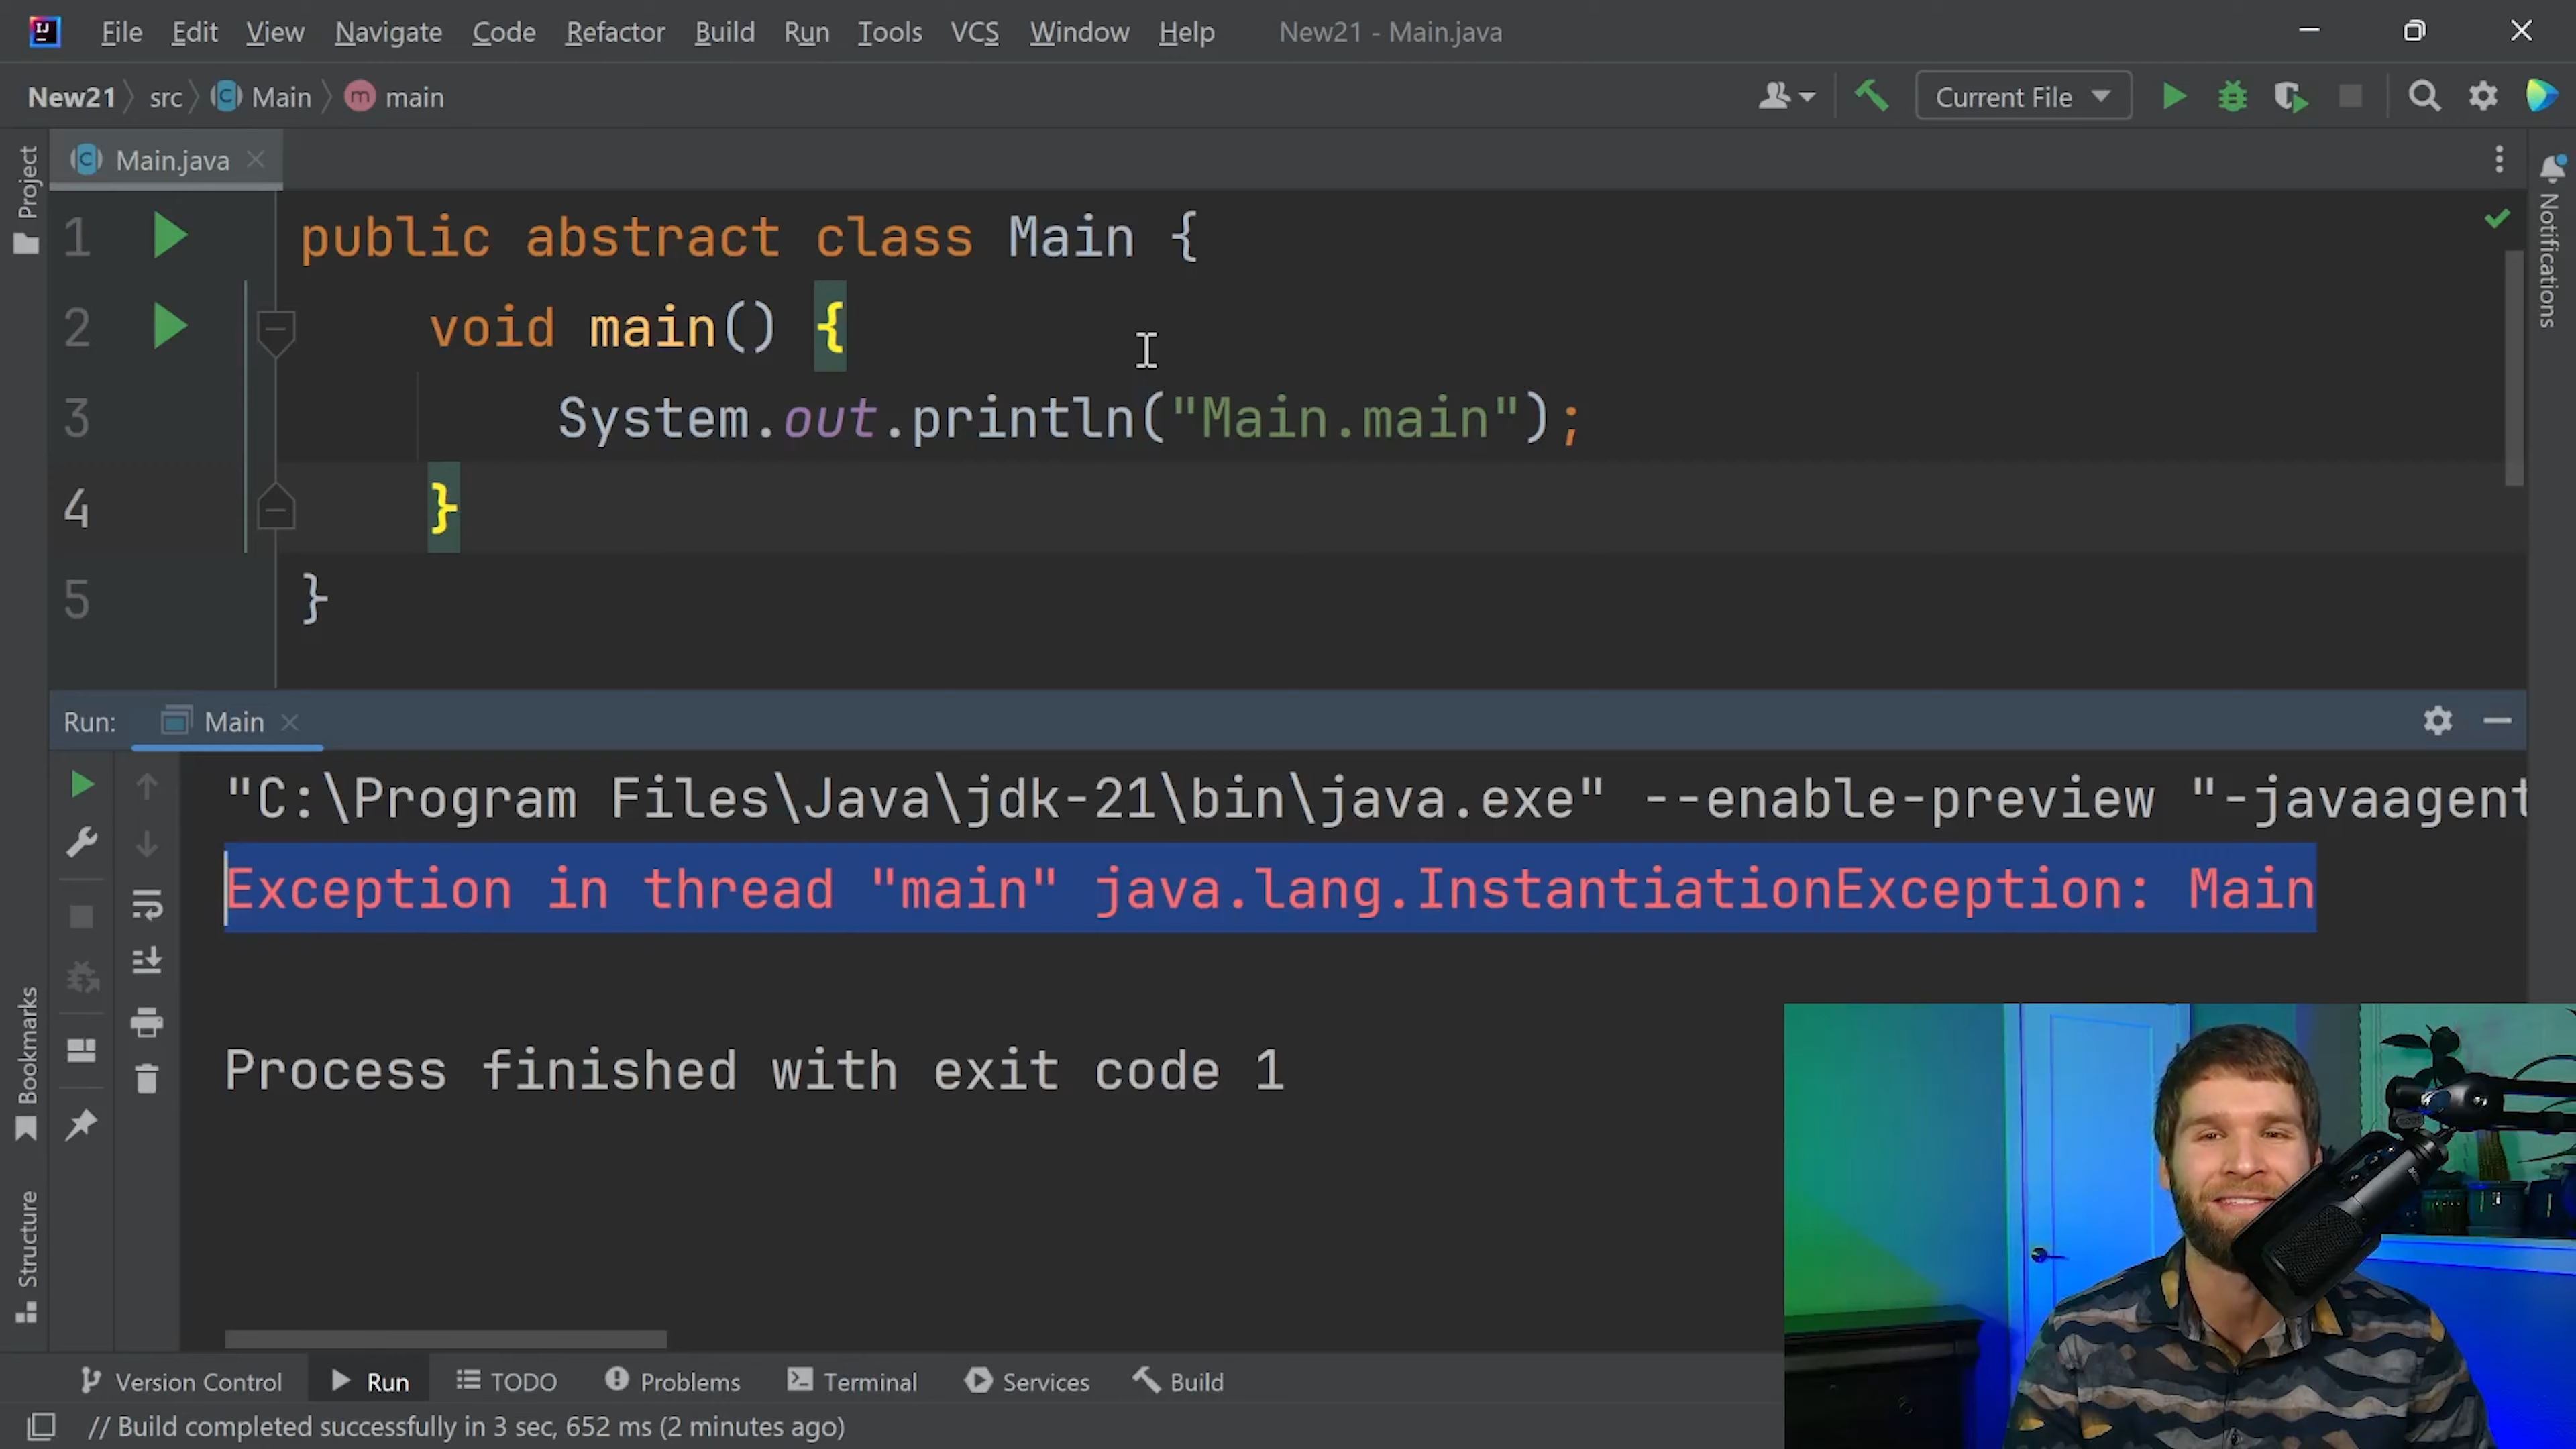 File Edit View Navigate Code Refactor Build Run Tools VCS Window Help New21 - Main.java
New21 src Main main Current File
Project
Main.java
Notifications
1 public abstract class Main {
2 void main() {
3 System.out.println("Main.main");
4 }
5 }
Run: Main
"C:\Program Files\Java\jdk-21\bin\java.exe" --enable-preview "-javaagent
Exception in thread "main" java.lang.InstantiationException: Main
Process finished with exit code 1
Bookmarks
Structure
Version Control Run TODO Problems Terminal Services Build
// Build completed successfully in 3 sec, 652 ms (2 minutes ago)